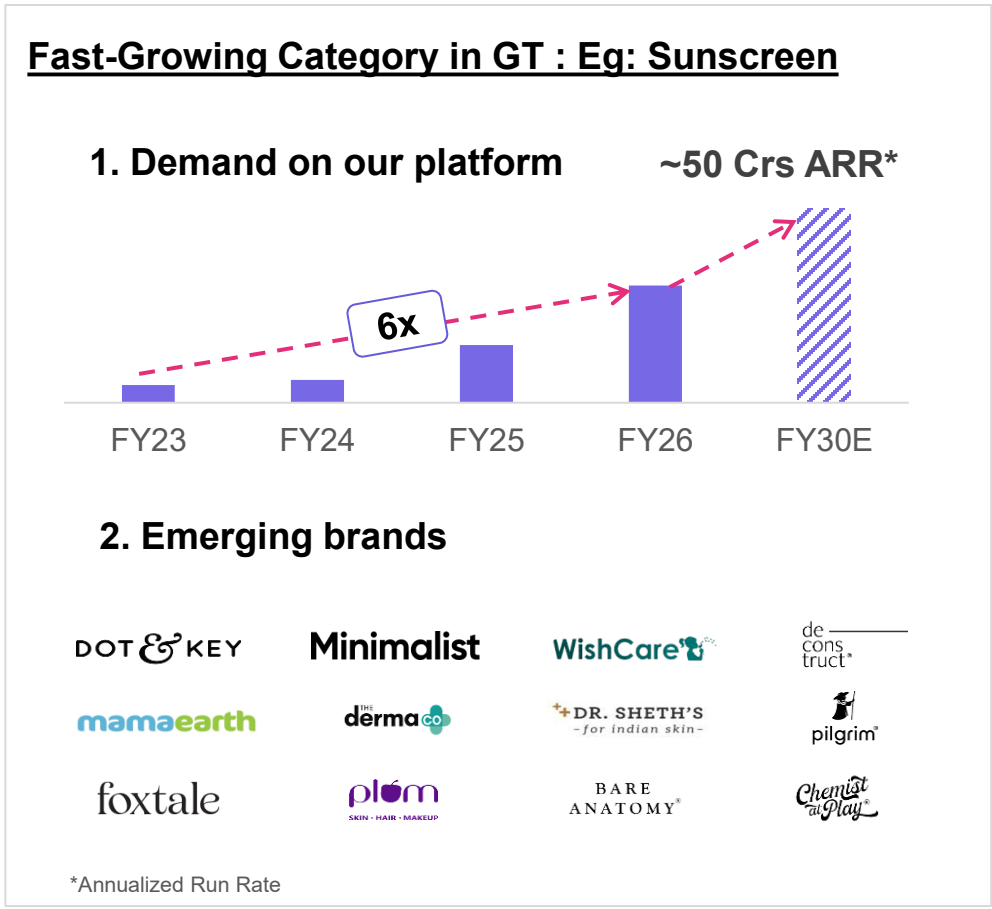 Fast-Growing Category in GT : Eg: Sunscreen
1. Demand on our platform
~50 Crs ARR*
6x
FY23
FY24
FY25
FY26
FY30E
2. Emerging brands
DOT & KEY
Minimalist
WishCare®
de
cons
truct®
mamaearth
THE
derma co
DR. SHETH'S
-for indian skin-
pilgrim™
foxtale
plum
SKIN • HAIR • MAKEUP
BARE
ANATOMY®
Chemist
at Play®
*Annualized Run Rate